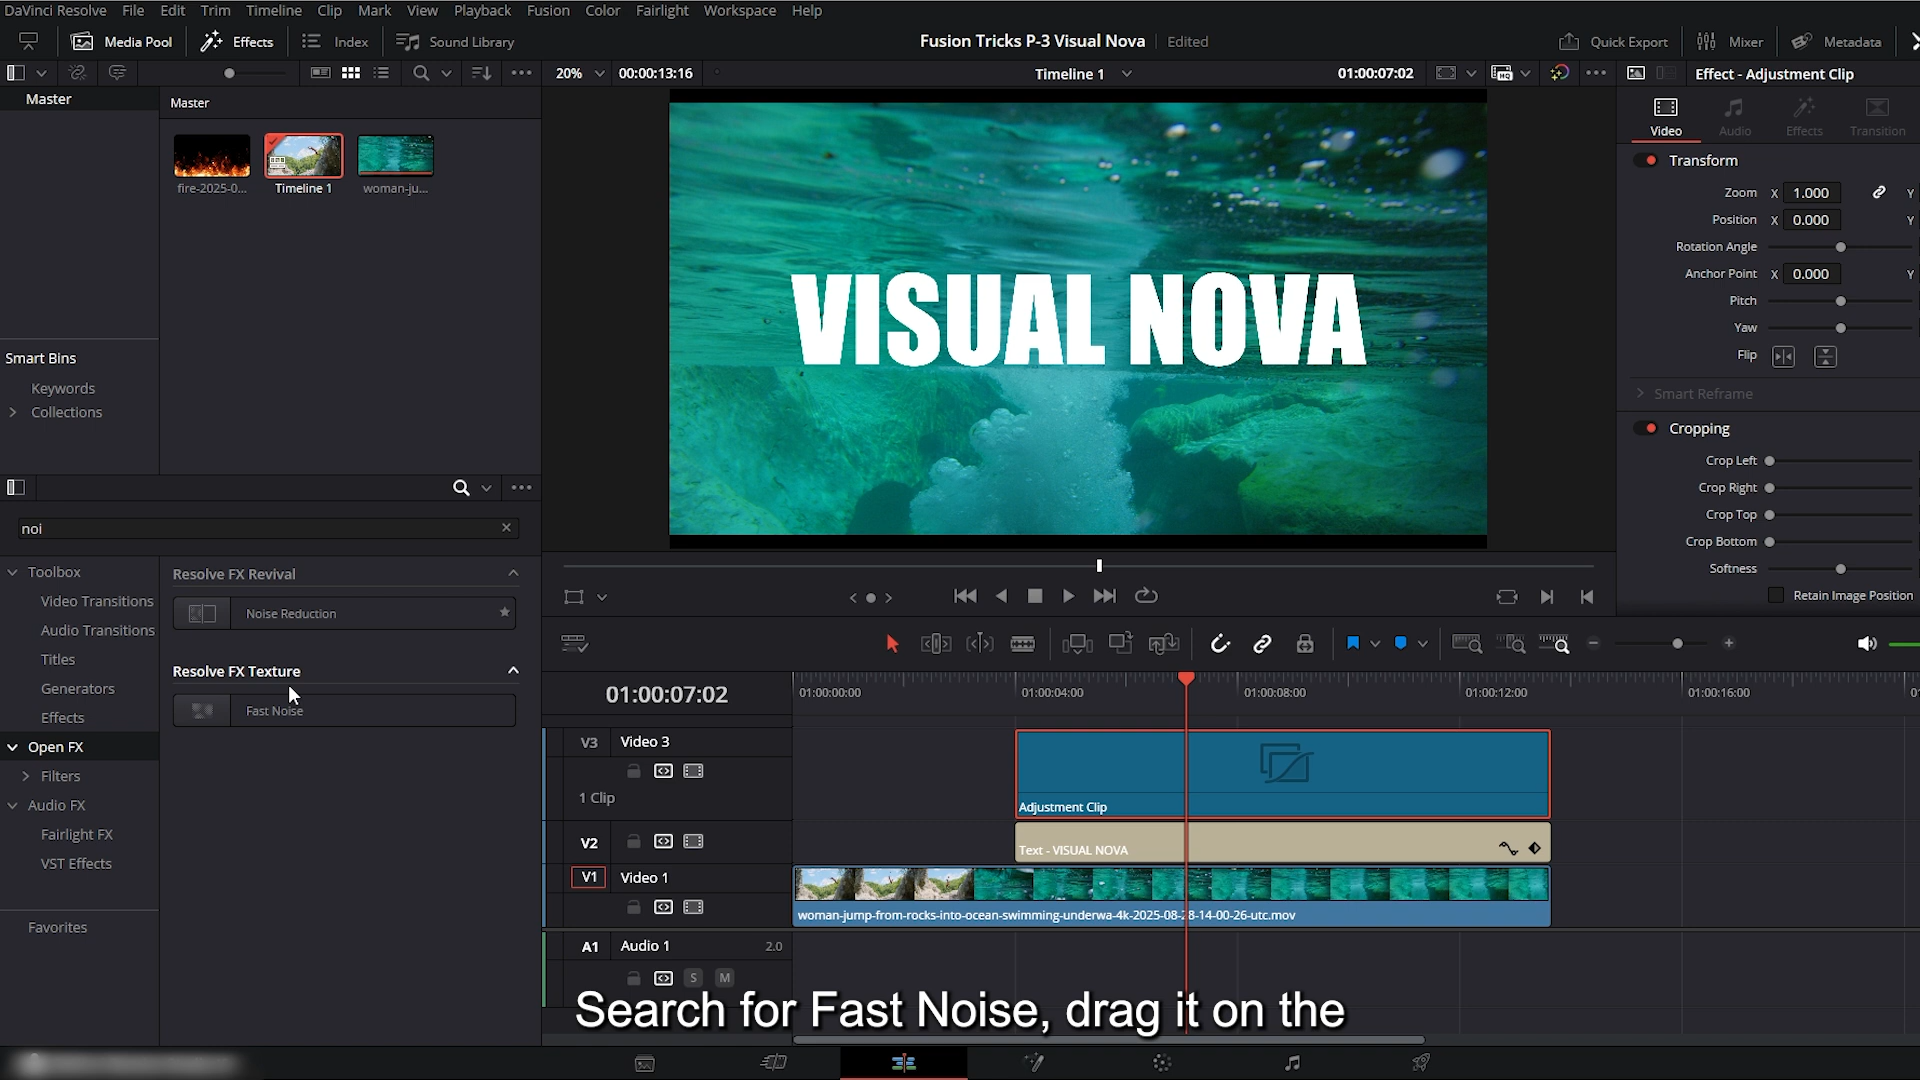 DaVinci Resolve File Edit Trim Timeline Clip Mark View Playback Fusion Color Fairlight Workspace Help
Media Pool Effects Index Sound Library Fusion Tricks P-3 Visual Nova Edited Quick Export Mixer Metadata
20% 00:00:13:16 Timeline 1 01:00:07:02 Effect - Adjustment Clip
Master
Master
fire-2025-0... Timeline 1 woman-ju...
Smart Bins
Keywords
Collections
VISUAL NOVA
Video Audio Effects Transition
Transform
Zoom X 1.000 Y
Position X 0.000 Y
Rotation Angle
Anchor Point X 0.000 Y
Pitch
Yaw
Flip
Smart Reframe
Cropping
Crop Left
Crop Right
Crop Top
Crop Bottom
Softness
Retain Image Position
noi
Toolbox
Video Transitions
Audio Transitions
Titles
Generators
Effects
Open FX
Filters
Audio FX
Fairlight FX
VST Effects
Favorites
Resolve FX Revival
Noise Reduction
Resolve FX Texture
Fast Noise
01:00:07:02 01:00:00:00 01:00:04:00 01:00:08:00 01:00:12:00 01:00:16:00
V3 Video 3
1 Clip
Adjustment Clip
V2
Text - VISUAL NOVA
V1 Video 1
woman-jump-from-rocks-into-ocean-swimming-underwa-4k-2025-08-28-14-00-26-utc.mov
A1 Audio 1 2.0
S M
Search for Fast Noise, drag it on the